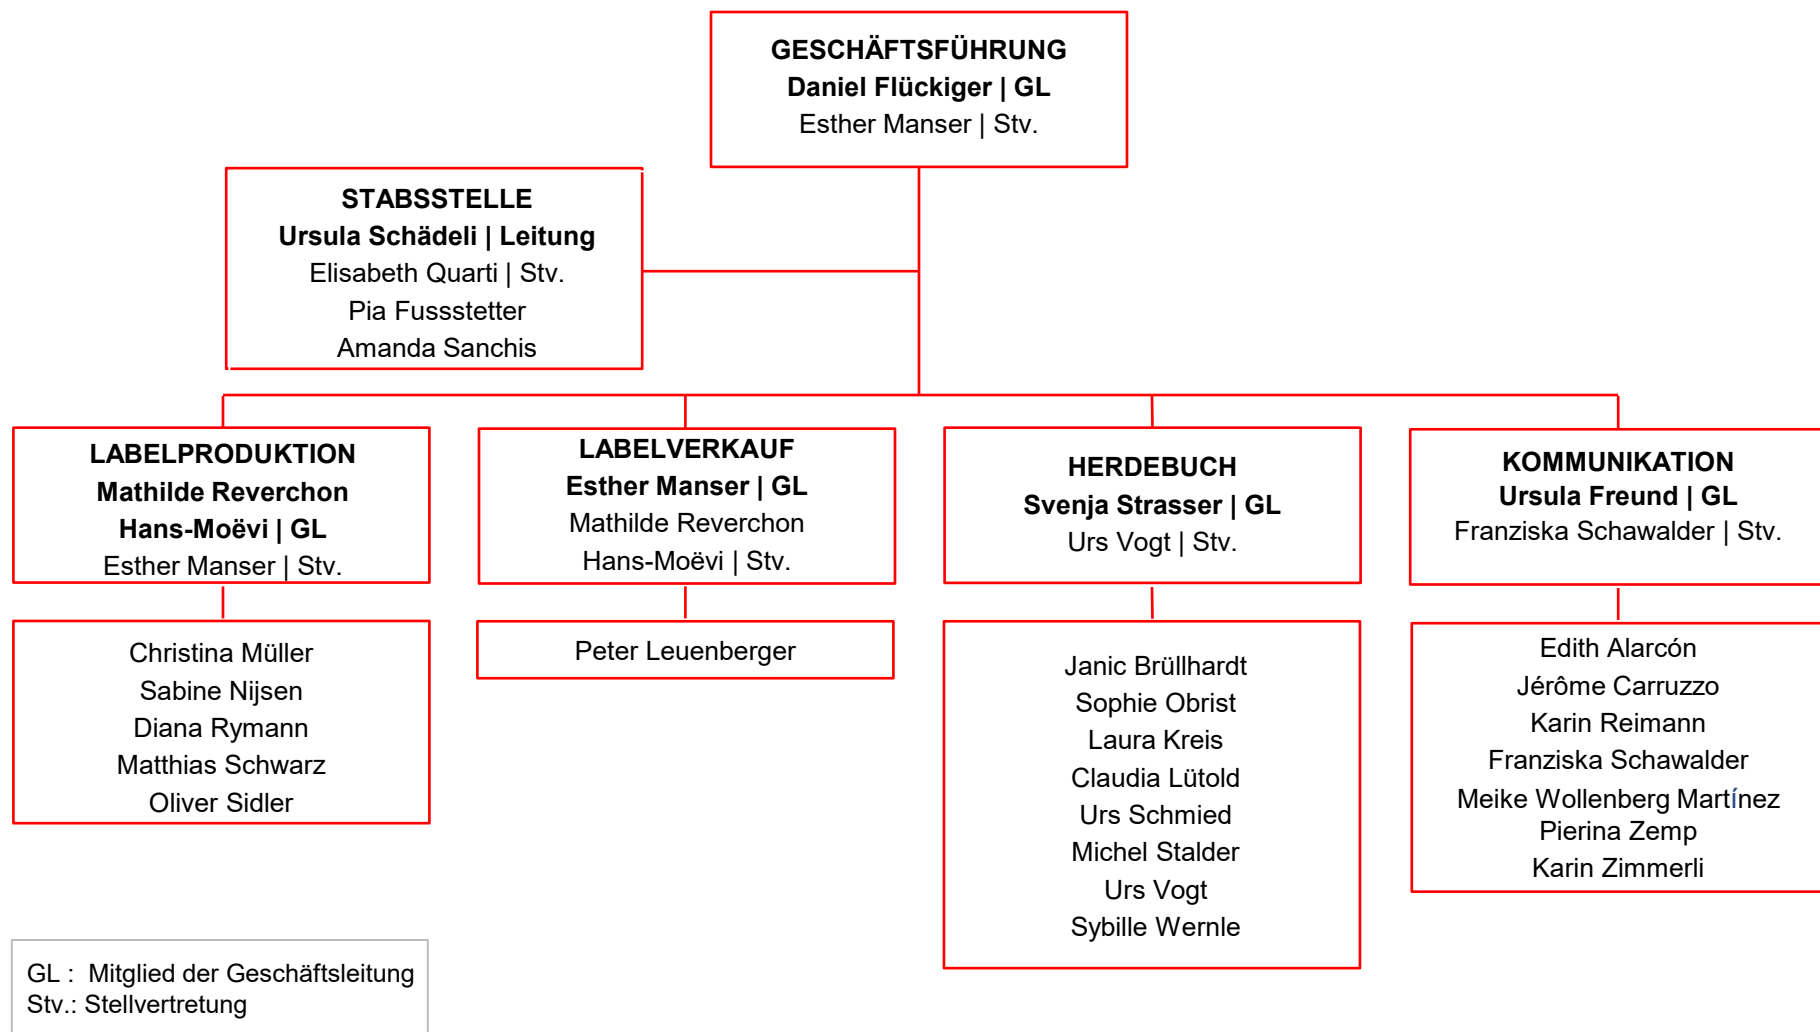 GESCHÄFTSFÜHRUNG
Daniel Flückiger | GL
Esther Manser | Stv.
STABSSTELLE
Ursula Schädeli | Leitung
Elisabeth Quarti | Stv.
Pia Fussstetter
Amanda Sanchis
LABELPRODUKTION
Mathilde Reverchon
Hans-Moëvi | GL
Esther Manser | Stv.
Christina Müller
Sabine Nijsen
Diana Rymann
Matthias Schwarz
Oliver Sidler
LABELVERKAUF
Esther Manser | GL
Mathilde Reverchon
Hans-Moëvi | Stv.
Peter Leuenberger
HERDEBUCH
Svenja Strasser | GL
Urs Vogt | Stv.
Janic Brüllhardt
Sophie Obrist
Laura Kreis
Claudia Lütold
Urs Schmied
Michel Stalder
Urs Vogt
Sybille Wernle
KOMMUNIKATION
Ursula Freund | GL
Franziska Schawalder | Stv.
Edith Alarcón
Jérôme Carruzzo
Karin Reimann
Franziska Schawalder
Meike Wollenberg Martínez
Pierina Zemp
Karin Zimmerli
GL : Mitglied der Geschäftsleitung
Stv.: Stellvertretung